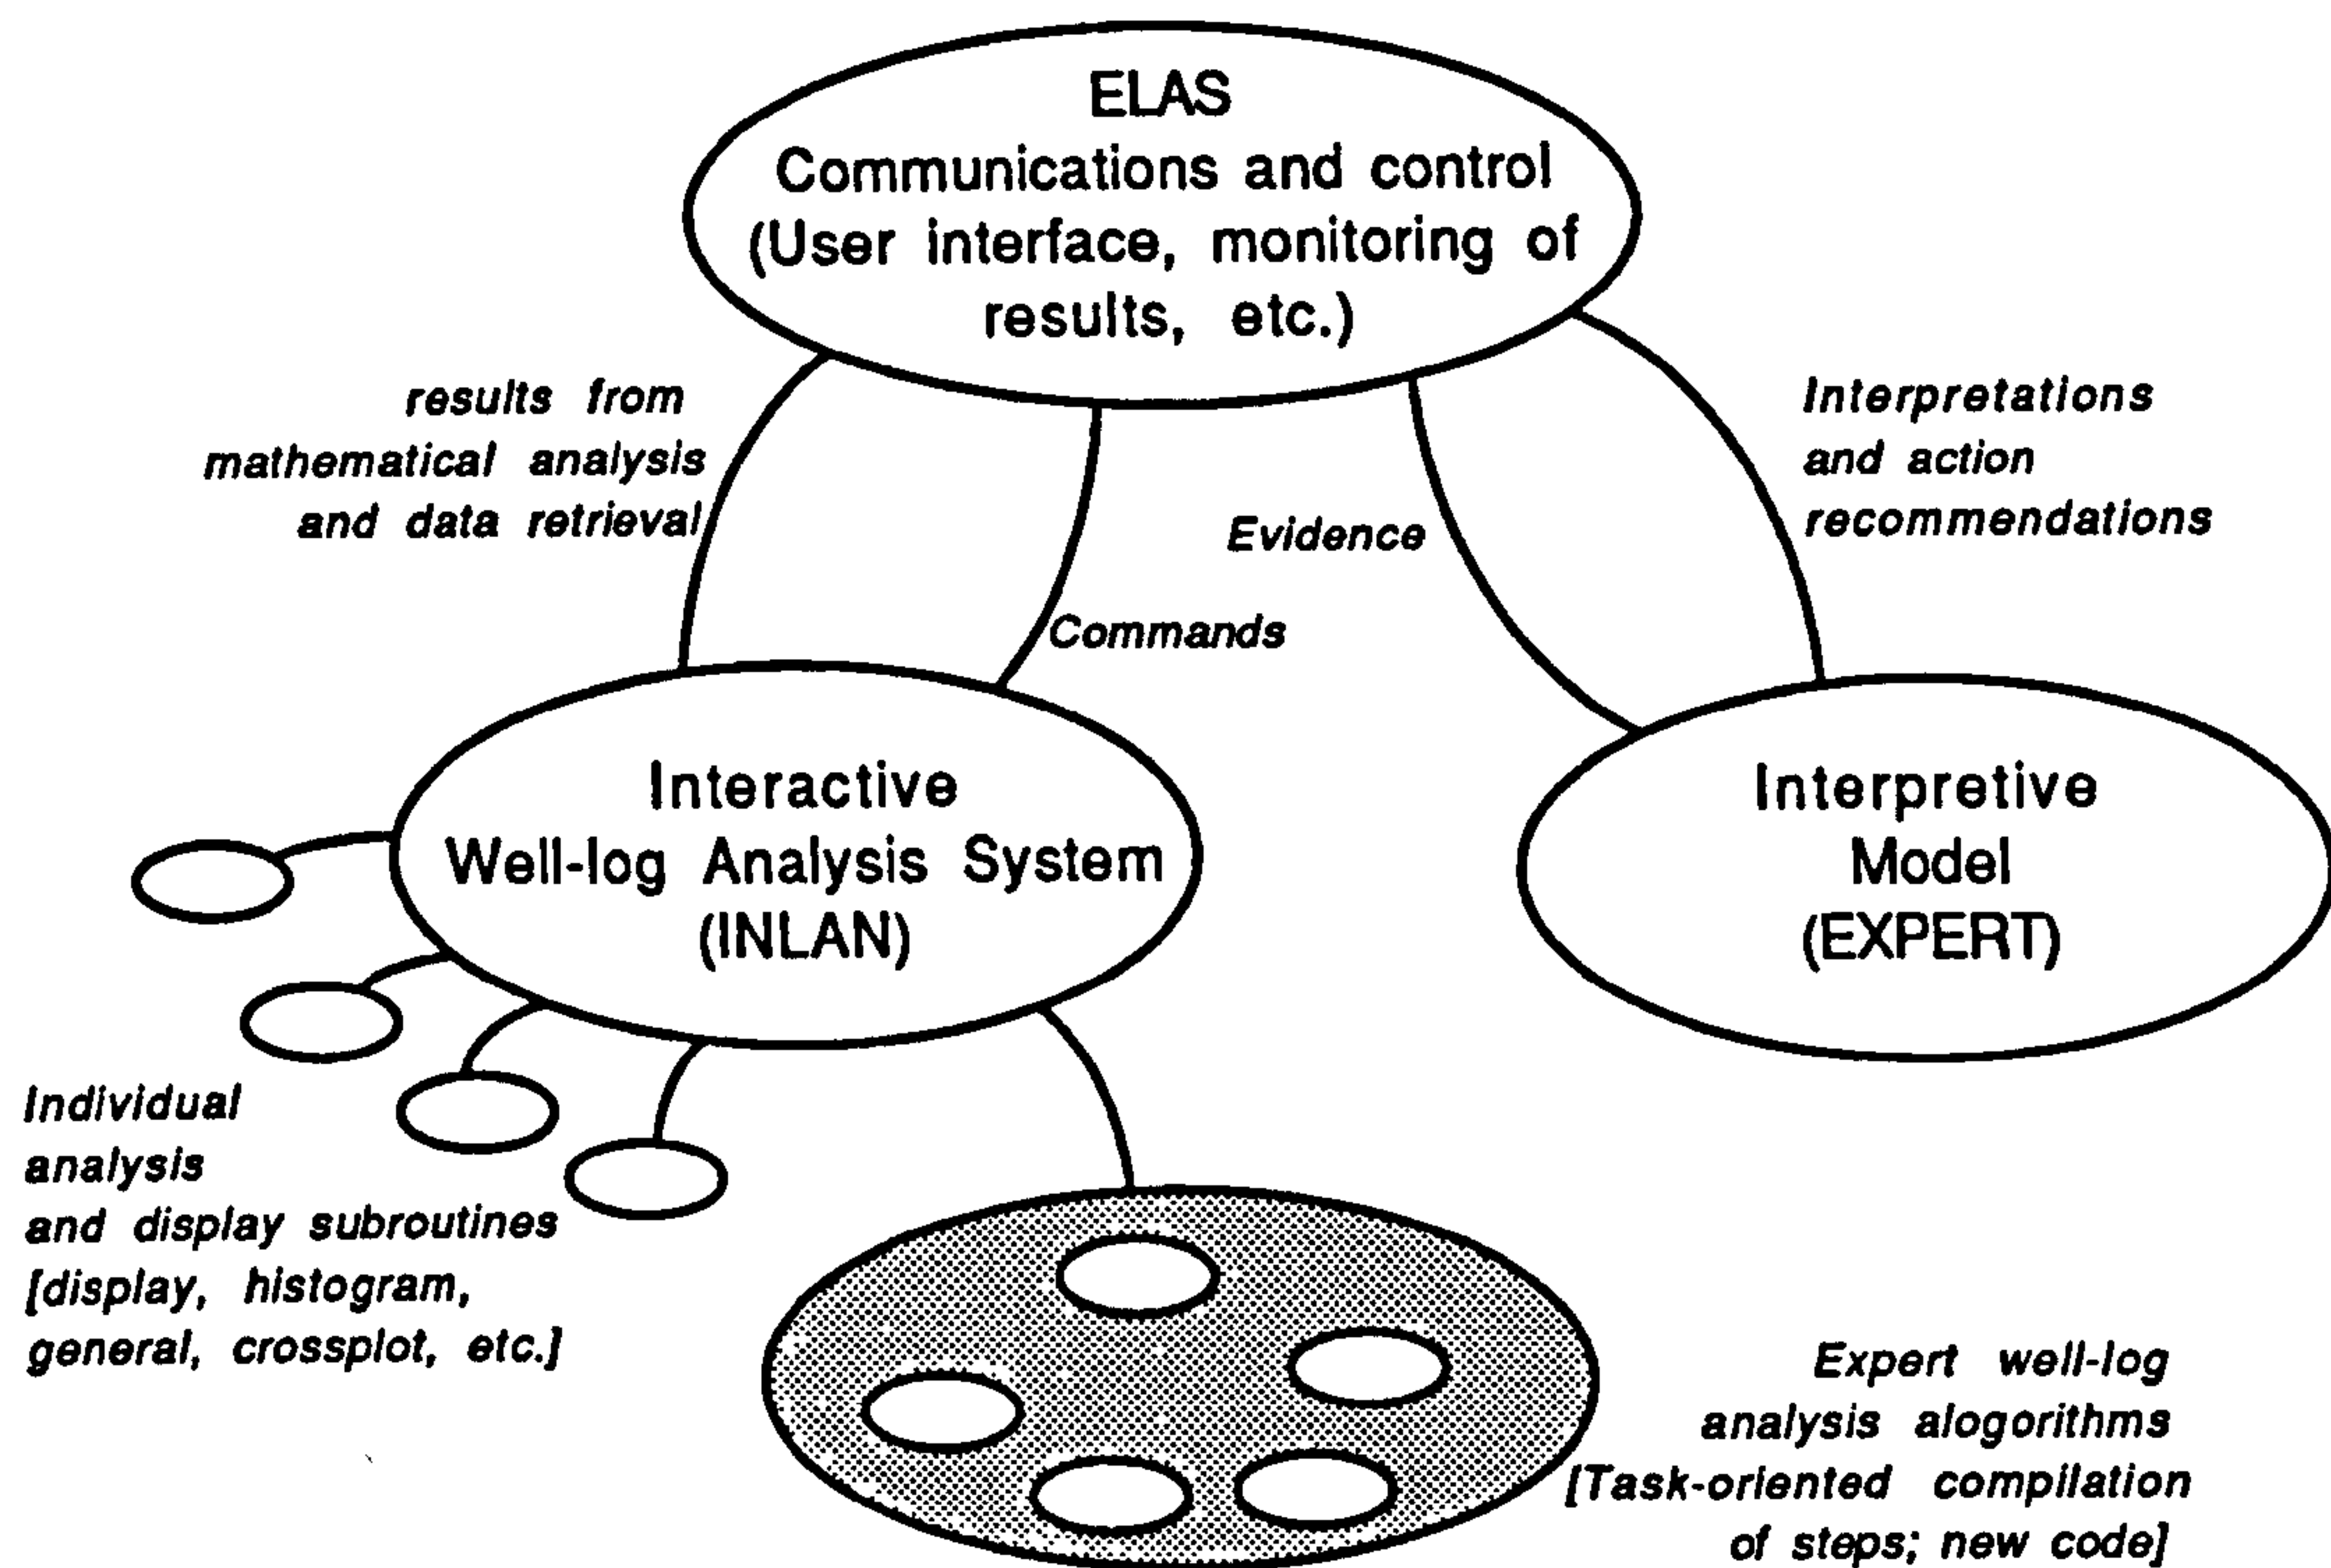 ELAS
Communications and control
(User interface, monitoring of
results, etc.)
results from
mathematical analysis
and data retrieval
Commands
Evidence
Interpretations
and action
recommendations
Interactive
Well-log Analysis System
(INLAN)
Interpretive
Model
(EXPERT)
Individual
analysis
and display subroutines
[display, histogram,
general, crossplot, etc.]
Expert well-log
analysis alogorithms
[Task-oriented compilation
of steps; new code]